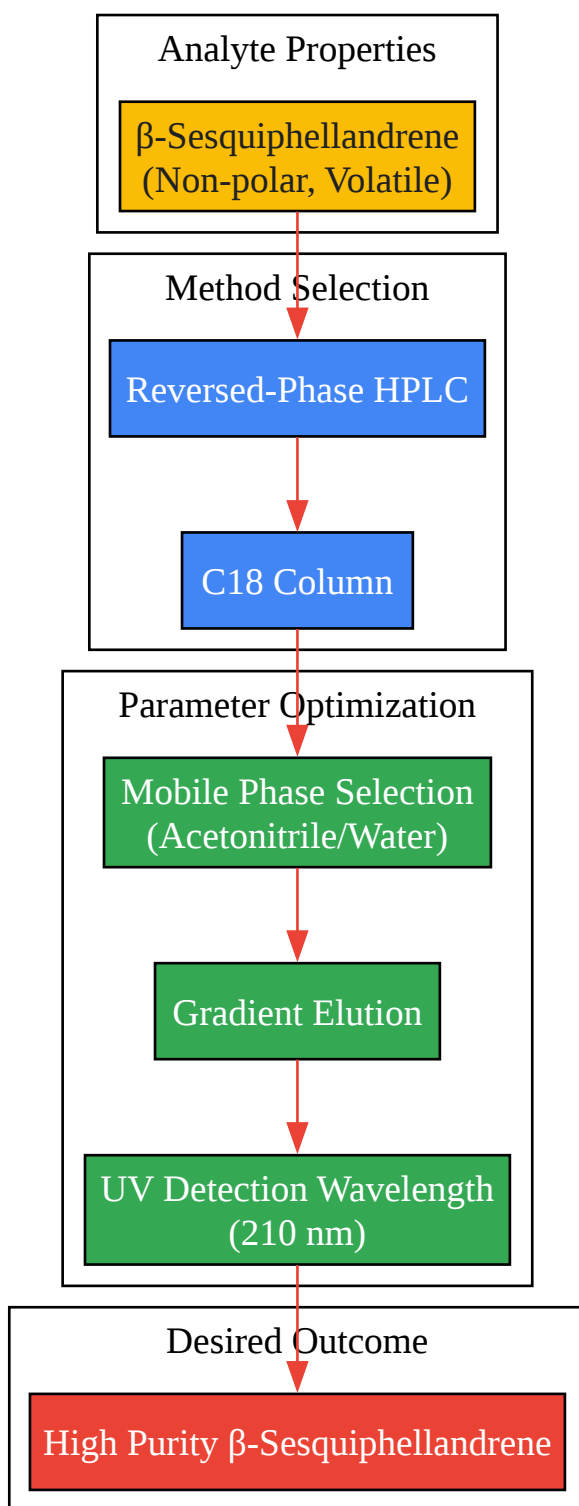 Analyte Properties
β-Sesquiphellandrene
(Non-polar, Volatile)
Method Selection
Reversed-Phase HPLC
C18 Column
Parameter Optimization
Mobile Phase Selection
(Acetonitrile/Water)
Gradient Elution
UV Detection Wavelength
(210 nm)
Desired Outcome
High Purity β-Sesquiphellandrene